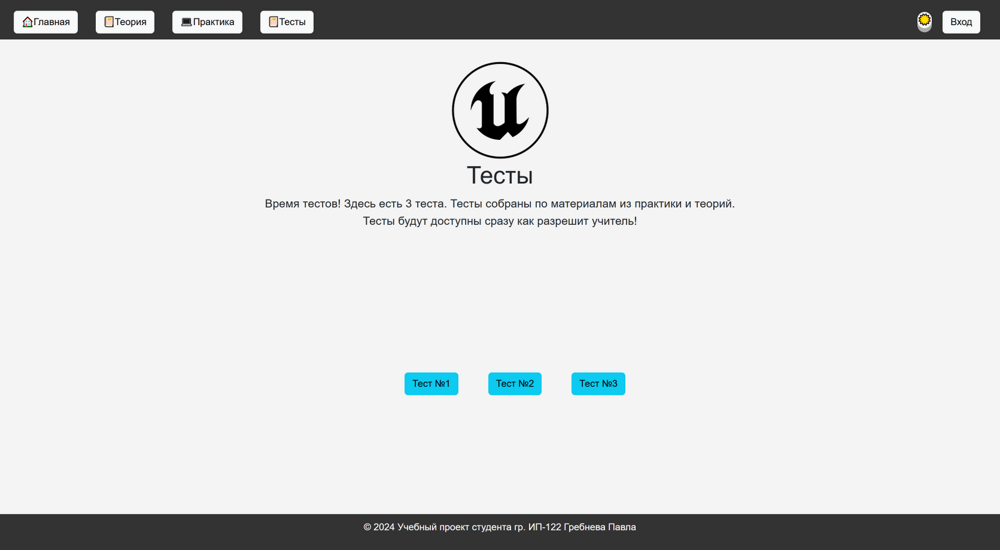 Главная
Теория
Практика
Тесты
Вход
Тесты
Время тестов! Здесь есть 3 теста. Тесты собраны по материалам из практики и теорий.
Тесты будут доступны сразу как разрешит учитель!
Тест №1
Тест №2
Тест №3
© 2024 Учебный проект студента гр. ИП-122 Гребнева Павла